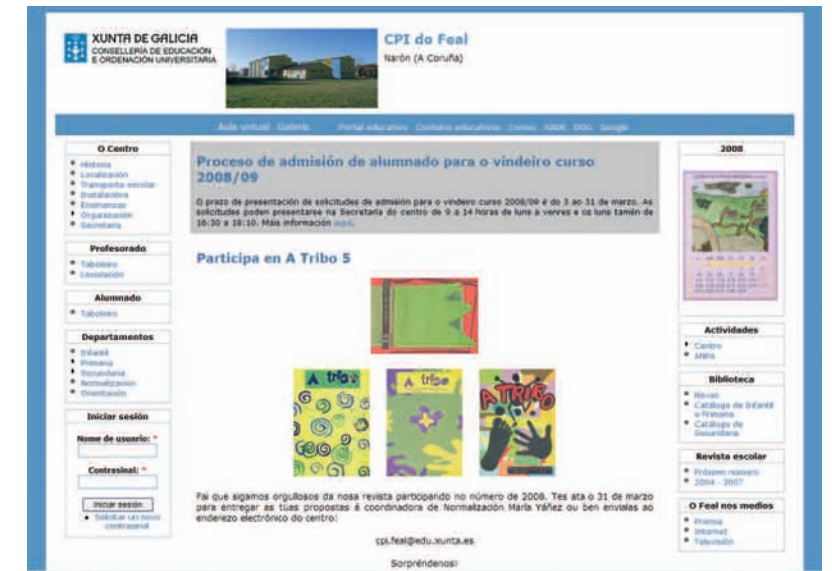 XUNTA DE GALICIA
CONSELLERÍA DE EDUCACIÓN
E ORDENACIÓN UNIVERSITARIA
CPI do Feal
Narón (A Coruña)
Aula virtual Galería Portal educativo Contidos educativos Correo XADE DOG Google
O Centro
Historia
Localización
Transporte escolar
Instalacións
Ensinanzas
Organización
Secretaría
Profesorado
Taboleiro
Lexislación
Alumnado
Taboleiro
Departamentos
Infantil
Primaria
Secundaria
Normalización
Orientación
Iniciar sesión
Nome de usuario: *
Contrasinal: *
Iniciar sesión
Solicitar un novo
contrasinal
Proceso de admisión de alumnado para o vindeiro curso
2008/09
O prazo de presentación de solicitudes de admisión para o vindeiro curso 2008/09 é do 3 ao 31 de marzo. As
solicitudes poden presentarse na Secretaría do centro de 9 a 14 horas de luns a venres e os luns tamén de
16:30 a 18:10. Máis información aquí.
Participa en A Tribo 5
A tribo
A tribo
A TRIBO
Fai que sigamos orgullosos da nosa revista participando no número de 2008. Tes ata o 31 de marzo
para entregar as túas propostas á coordinadora de Normalización María Yáñez ou ben envialas ao
enderezo electrónico do centro:
cpi.feal@edu.xunta.es
Sorpréndenos!
2008
Actividades
Centro
ANPA
Biblioteca
Novas
Catálogo de Infantil
e Primaria
Catálogo de
Secundaria
Revista escolar
Próximo número
2004 - 2007
O Feal nos medios
Prensa
Internet
Televisión